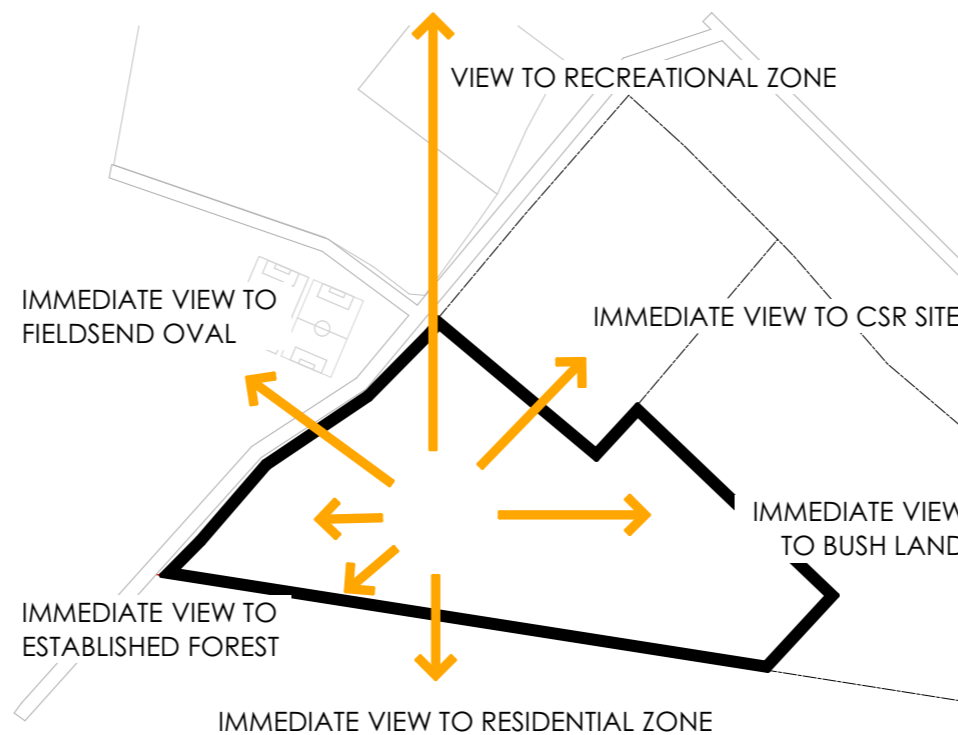 VIEW TO RECREATIONAL ZONE
IMMEDIATE VIEW TO
FIELDSEND OVAL
IMMEDIATE VIEW TO CSR SITE
IMMEDIATE VIEW
TO BUSH LAND
IMMEDIATE VIEW TO
ESTABLISHED FOREST
IMMEDIATE VIEW TO RESIDENTIAL ZONE